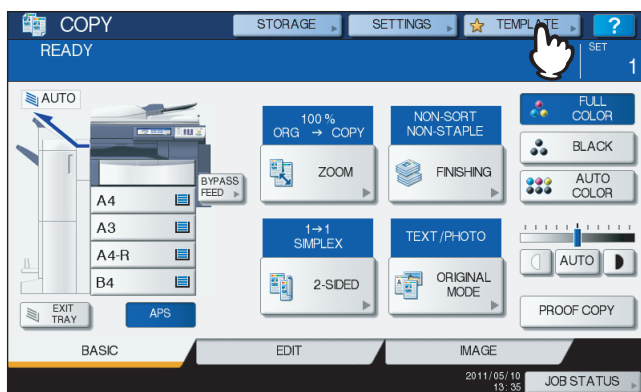 COPY
STORAGE
SETTINGS
TEMPLATE
?
READY
SET
1
AUTO
100 %
ORG → COPY
ZOOM
NON-SORT
NON-STAPLE
FINISHING
FULL
COLOR
BLACK
AUTO
COLOR
BYPASS
FEED
A4
A3
A4-R
B4
1→1
SIMPLEX
2-SIDED
TEXT/PHOTO
ORIGINAL
MODE
AUTO
EXIT
TRAY
APS
PROOF COPY
BASIC
EDIT
IMAGE
2011/05/10
13:35
JOB STATUS